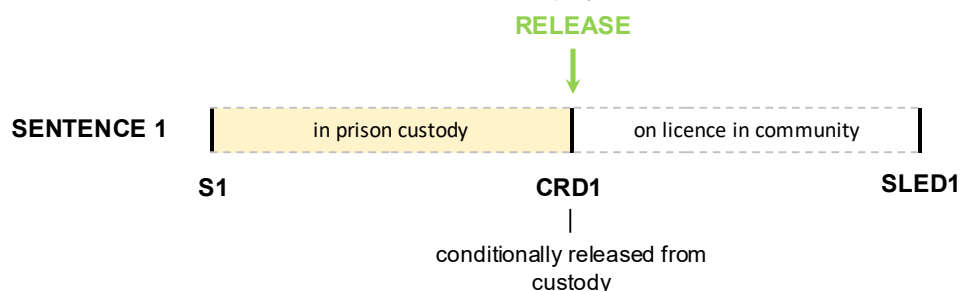 RELEASE
SENTENCE 1
in prison custody
on licence in community
S1
CRD1
SLED1
conditionally released from
custody